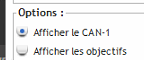 Options :
Afficher le CAN-1
Afficher les objectifs